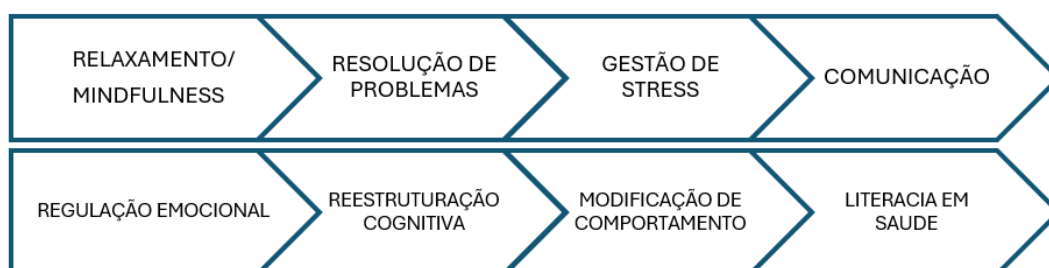 RELAXAMENTO/
MINDFULNESS
RESOLUÇÃO DE
PROBLEMAS
GESTÃO DE
STRESS
COMUNICAÇÃO
REGULAÇÃO EMOCIONAL
REESTRUTURAÇÃO
COGNITIVA
MODIFICAÇÃO DE
COMPORTAMENTO
LITERACIA EM
SAUDE